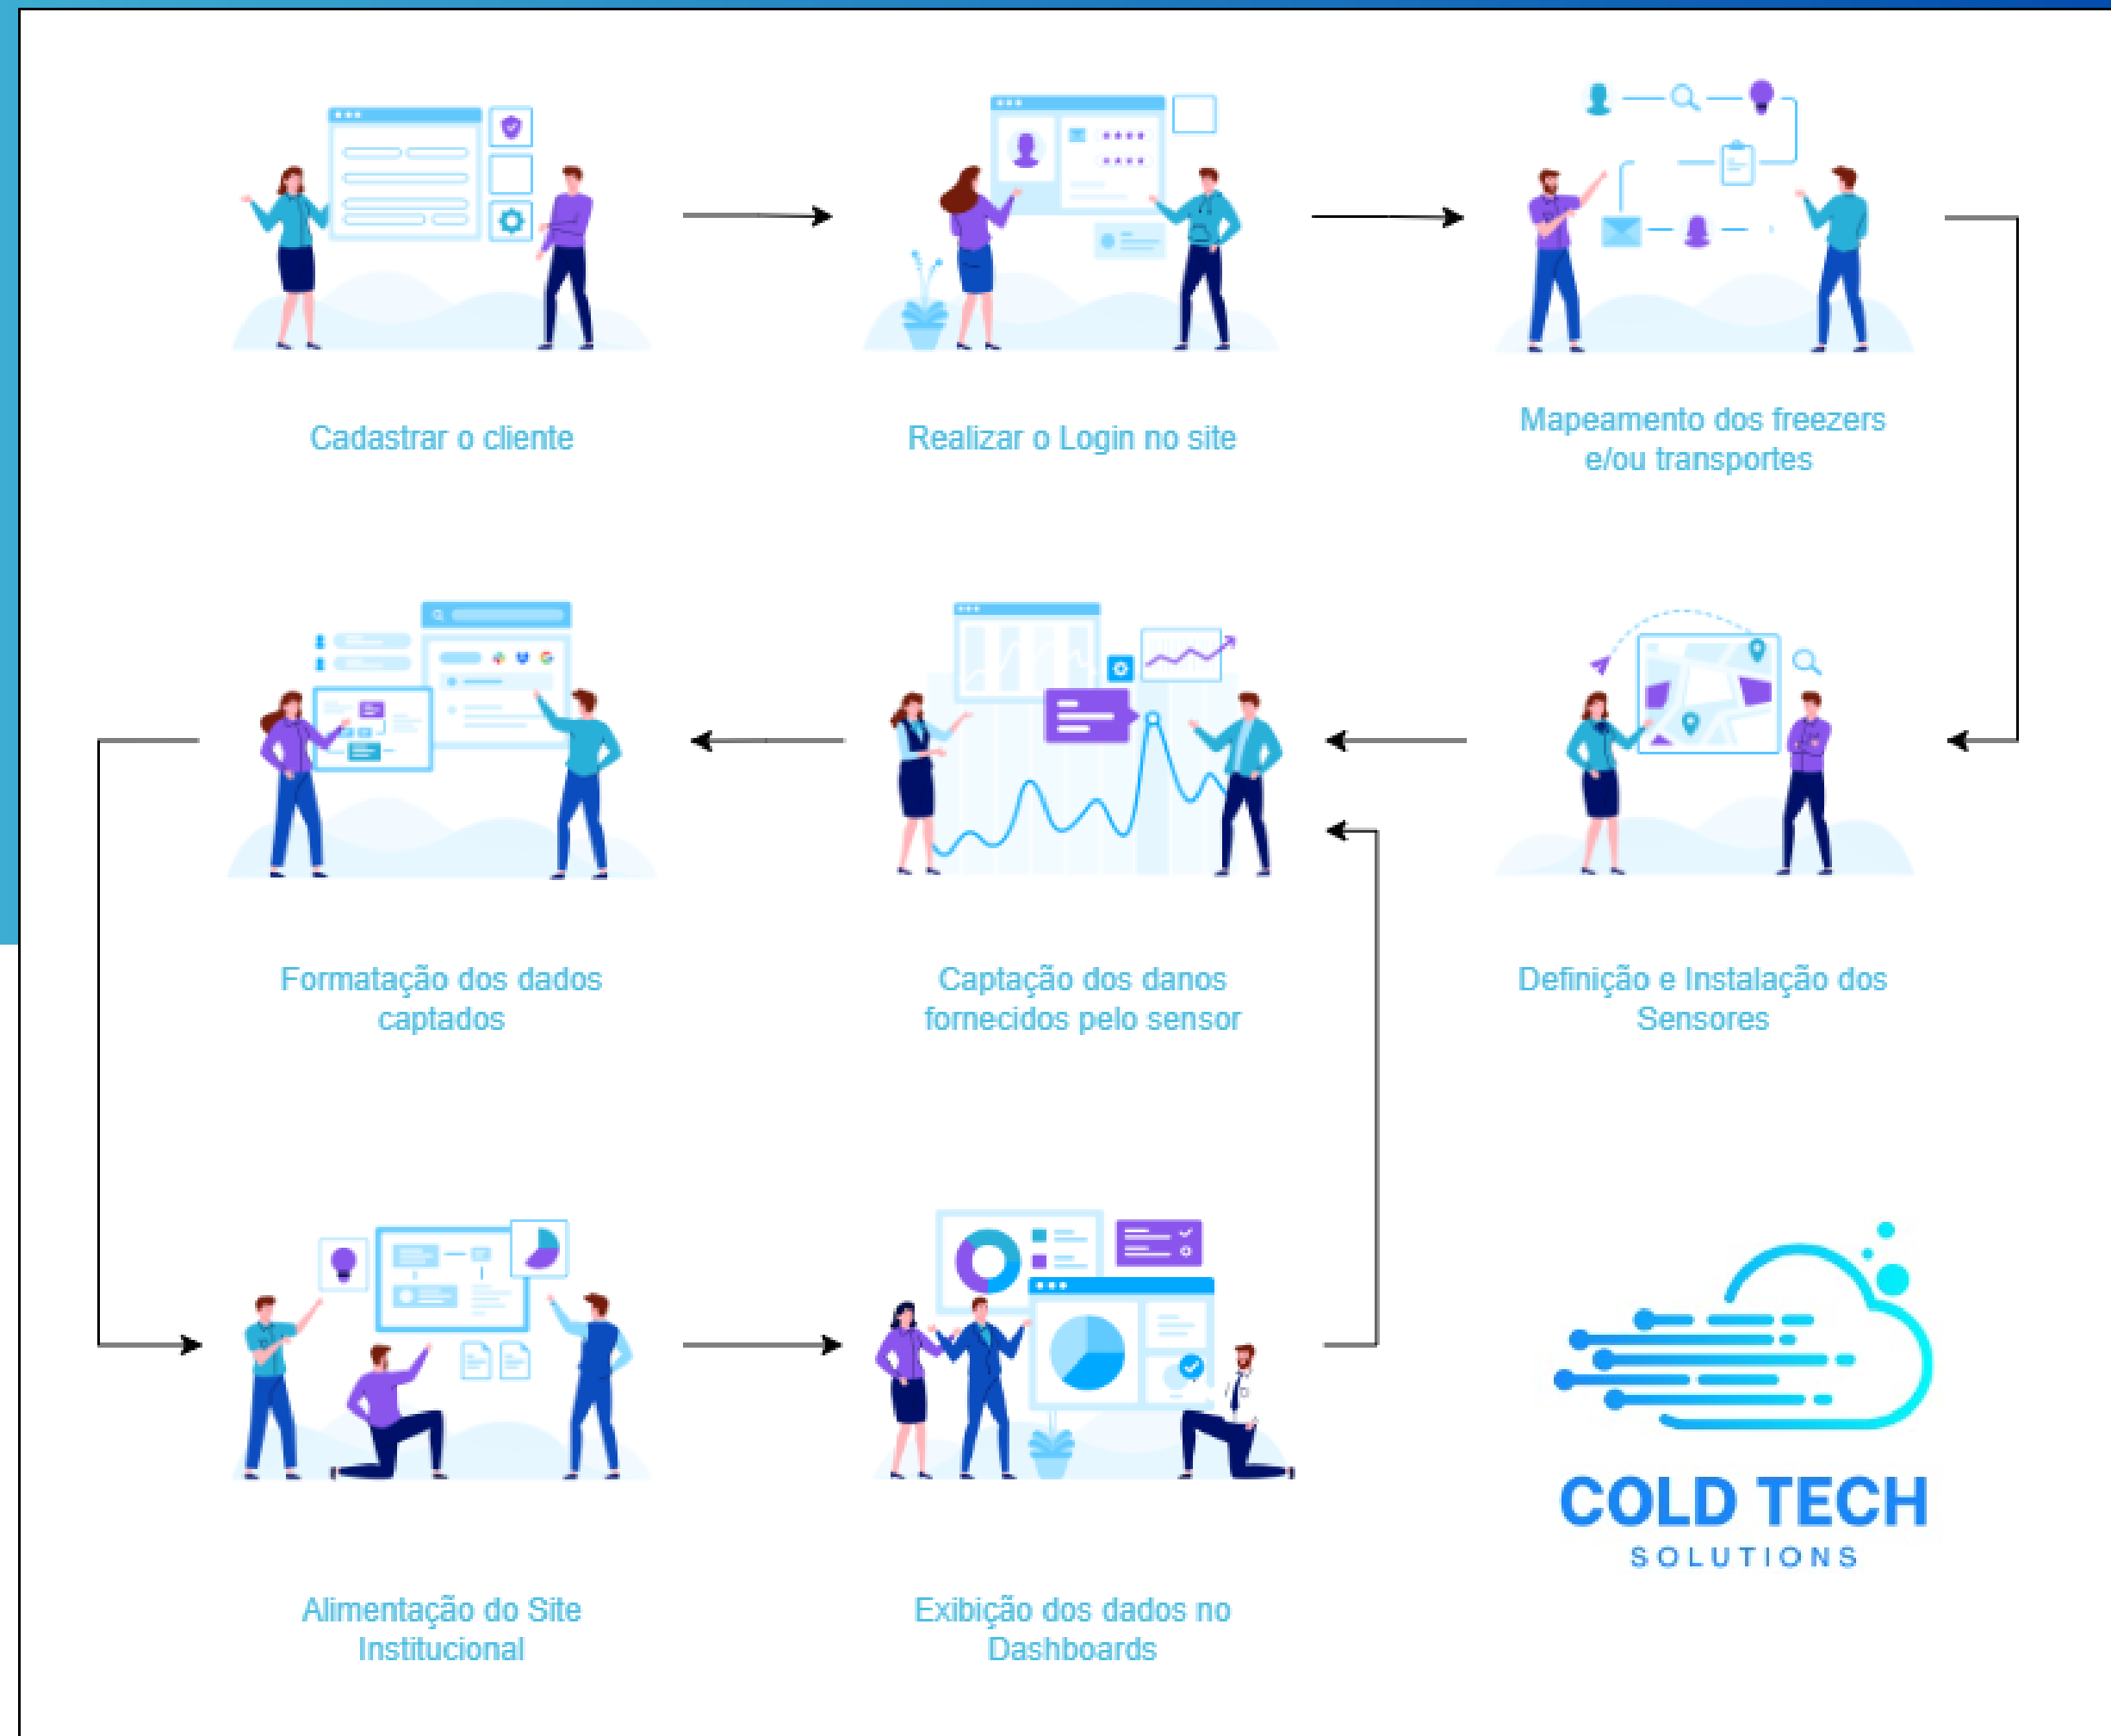 Cadastrar o cliente
Realizar o Login no site
Mapeamento dos freezers
e/ou transportes
Formatação dos dados
captados
Captação dos danos
fornecidos pelo sensor
Definição e Instalação dos
Sensores
Alimentação do Site
Institucional
Exibição dos dados no
Dashboards
COLD TECH
SOLUTIONS